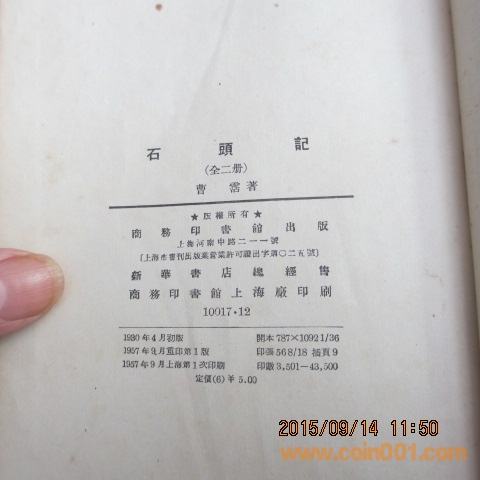 石頭記
(全二册)
曹霑著
★版權所有★
商務印書館出版
上海河南中路二一一號
〔上海市書刊出版業營業許可證出字第〇二五號〕
新華書店總經售
商務印書館上海廠印刷
10017·12
1930年4月初版
1957年9月重印第1版
1957年9月上海第1次印刷
定價(6)￥5.00
開本787×1092 1/36
印張56 8/18 插頁9
印數3,501—43,500
2015/09/14 11:50
www.coin001.com